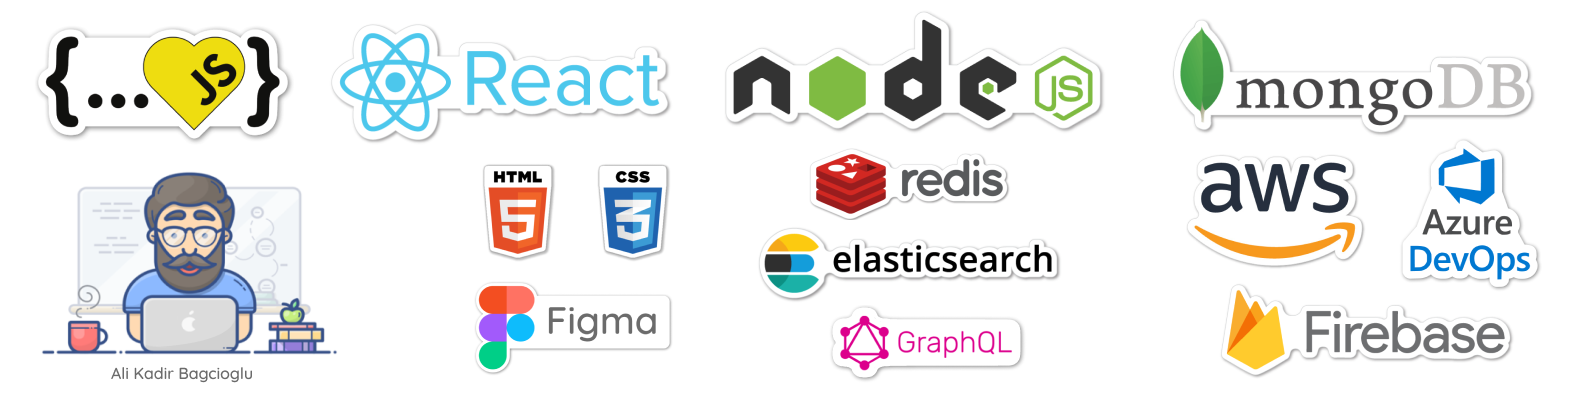 {...JS}
React
node
JS
mongoDB
HTML
5
CSS
3
redis
aws
Azure
DevOps
elasticsearch
Figma
GraphQL
Firebase
Ali Kadir Bagcioglu